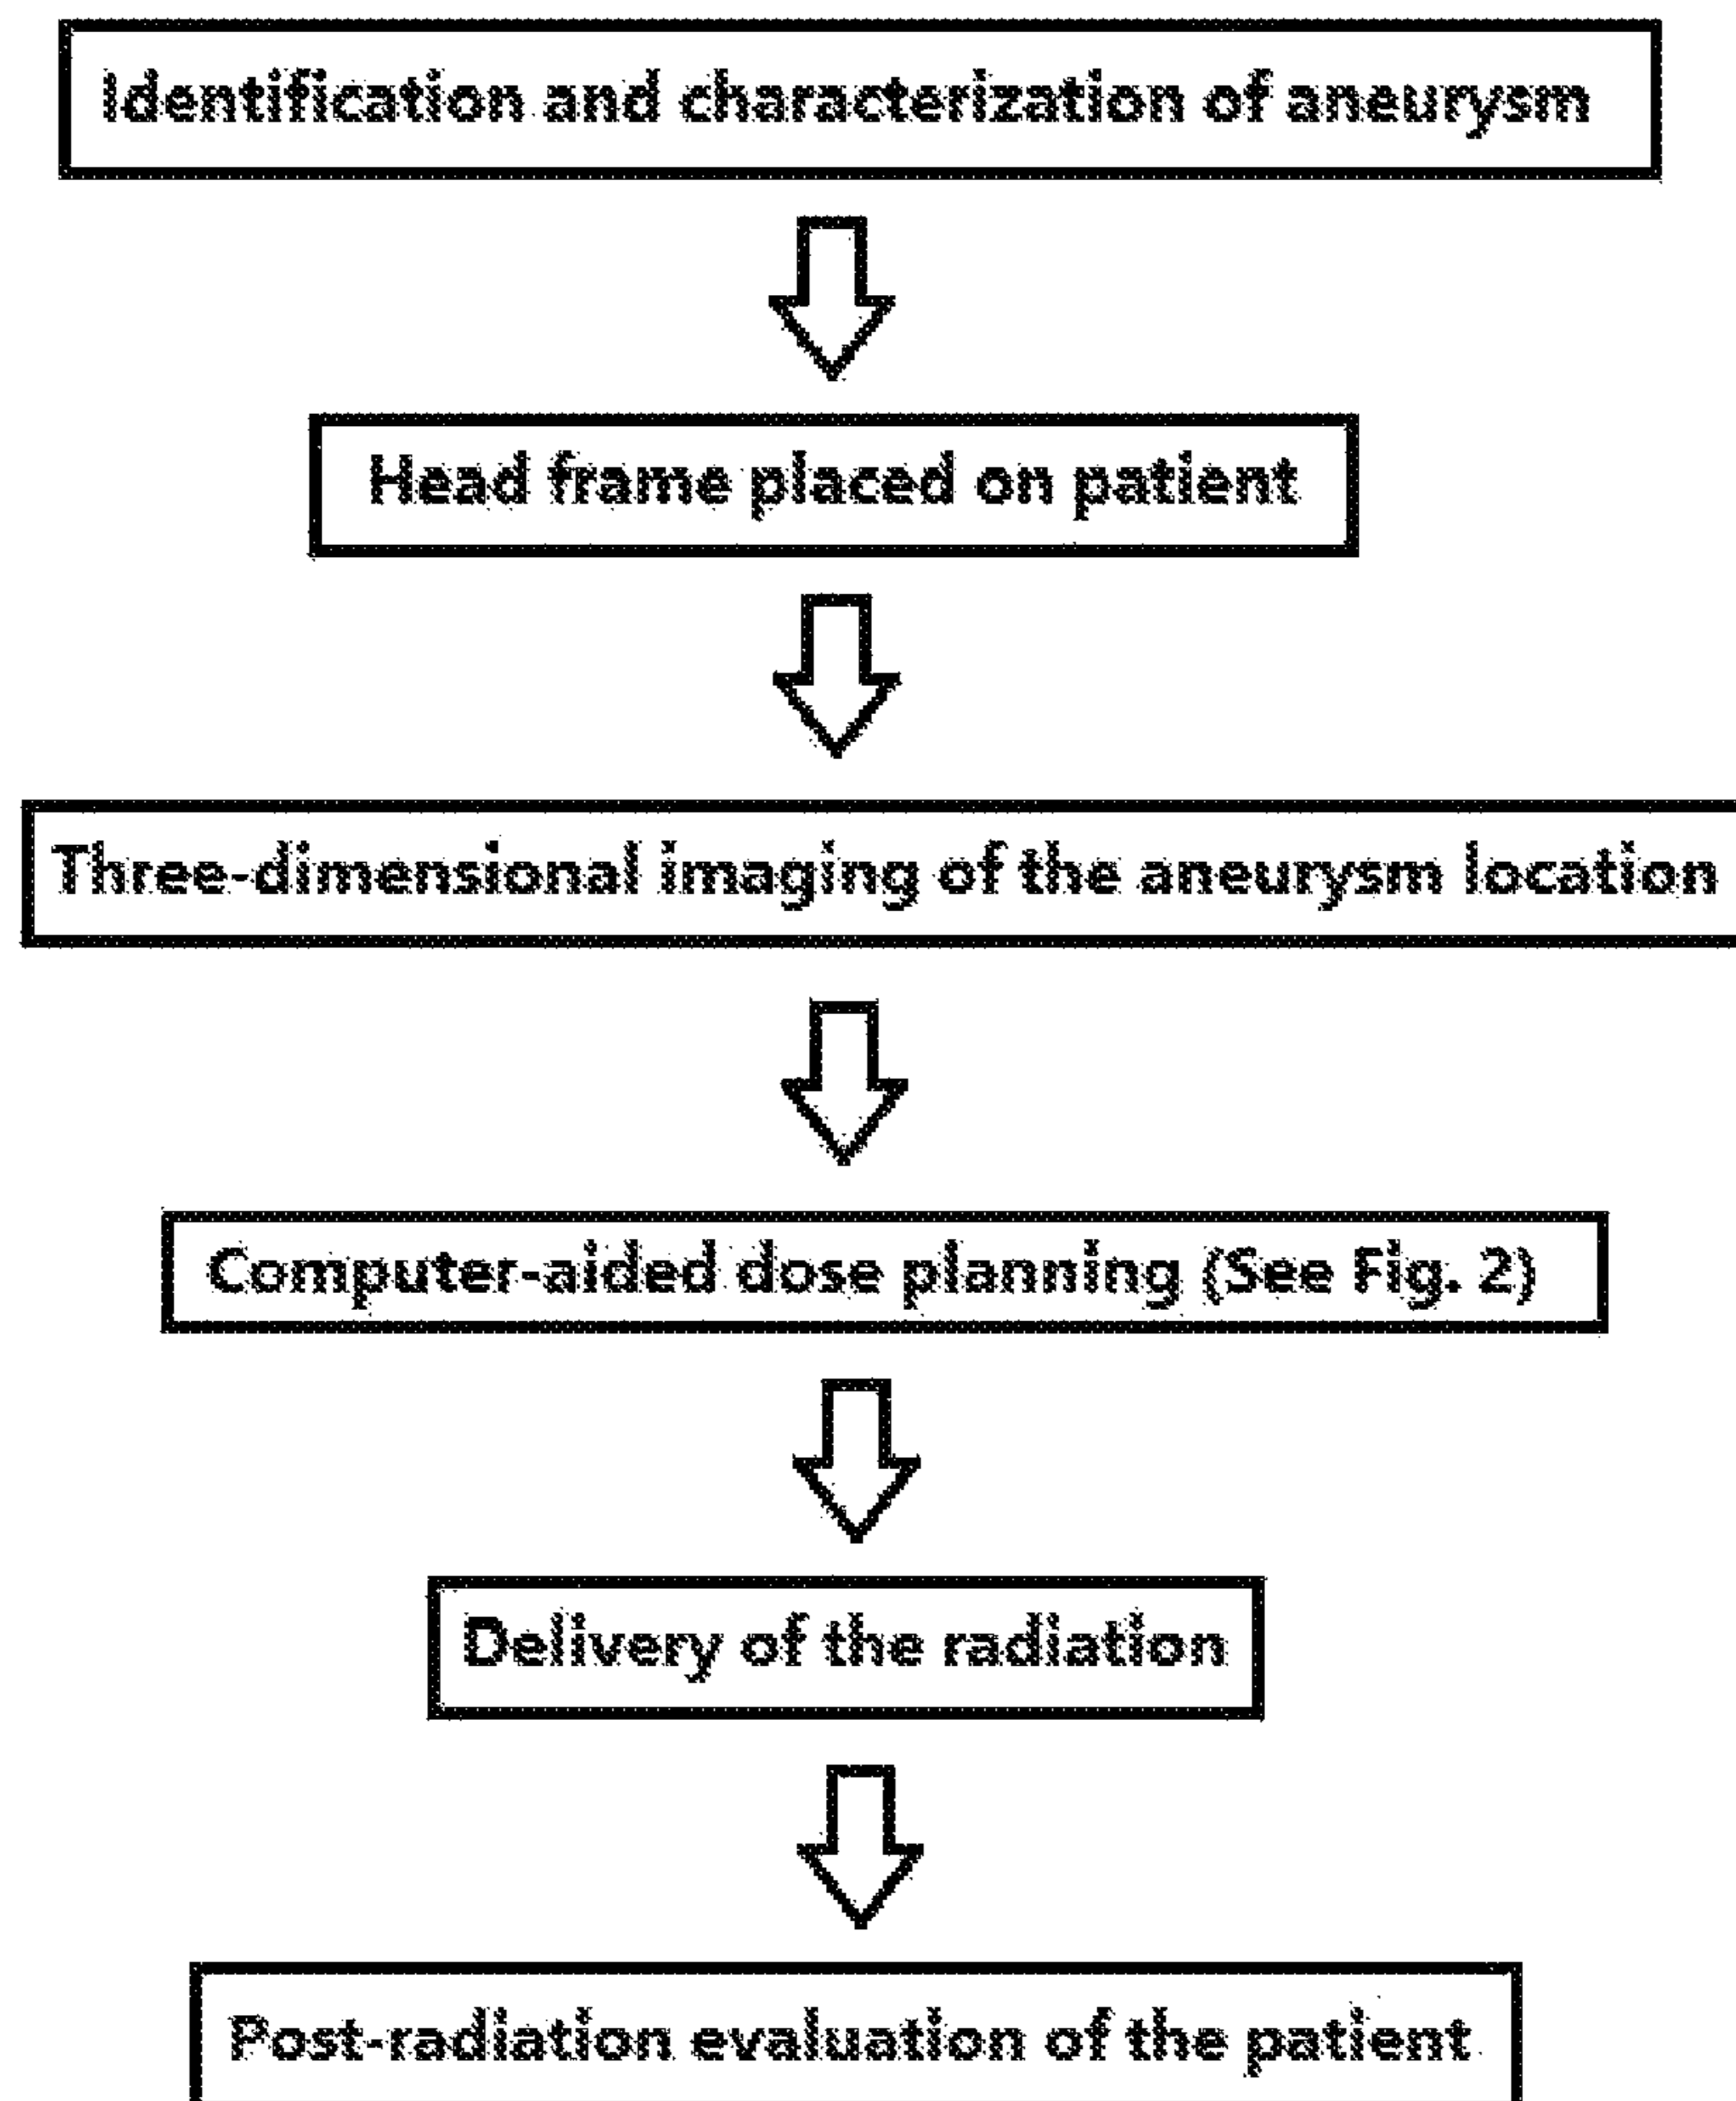 Identification and characterization of aneurysm
Head frame placed on patient
Three-dimensional imaging of the aneurysm location
Computer-aided dose planning (See Fig. 2)
Delivery of the radiation
Post-radiation evaluation of the patient